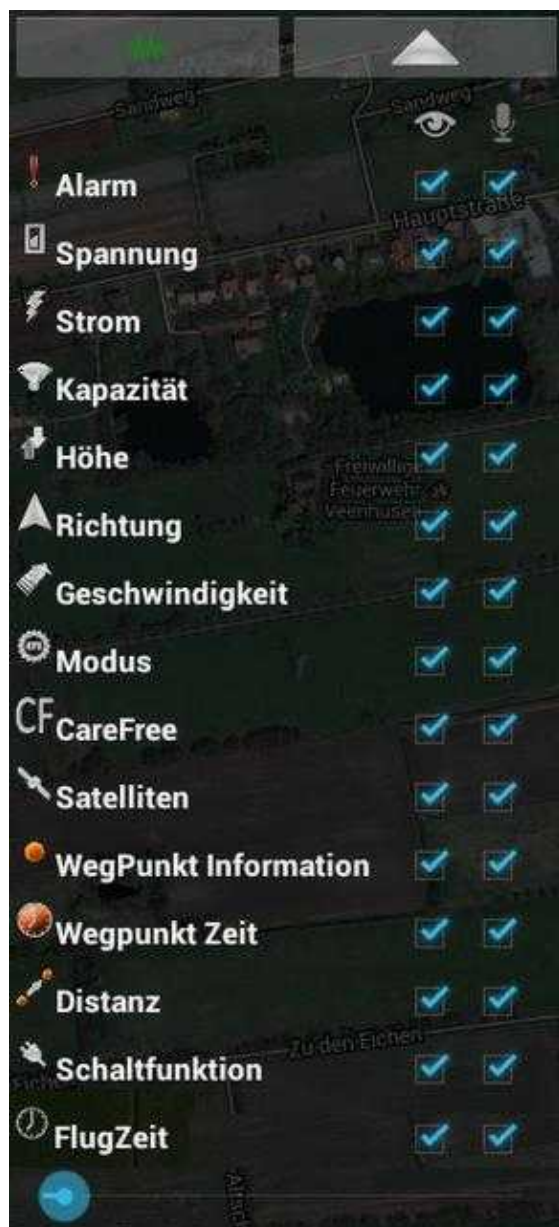 Sandweg
Sandweg
Alarm
Hauptstraße
Spannung
Strom
Kapazität
Höhe
Feuerwehr
Veenhusen
Richtung
Geschwindigkeit
Modus
CF CareFree
Satelliten
WegPunkt Information
Wegpunkt Zeit
Distanz
Zu den Eichen
Schaltfunktion
FlugZeit